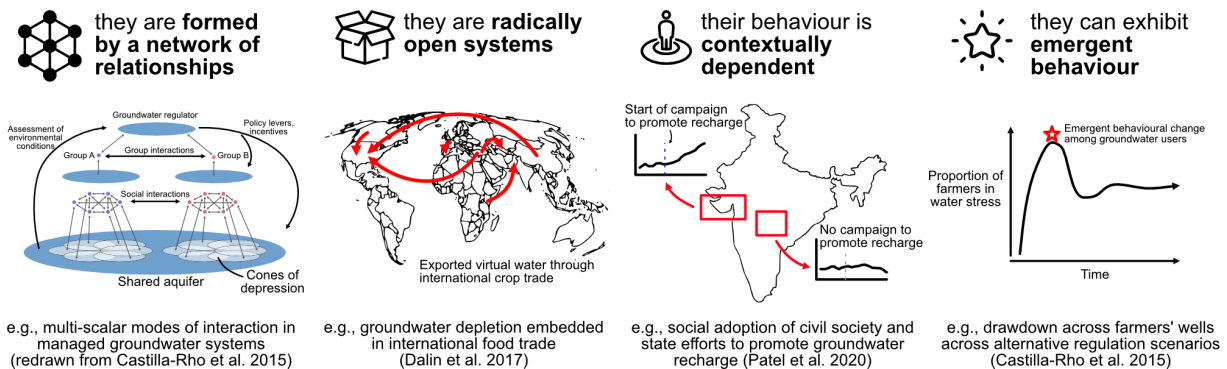 they are formed
by a network of
relationships
Groundwater regulator
Assessment of
environmental
conditions
Policy levers,
incentives
Group A
Group interactions
Group B
Social interactions
Shared aquifer
Cones of
depression
e.g., multi-scalar modes of interaction in
managed groundwater systems
(redrawn from Castilla-Rho et al. 2015)
they are radically
open systems
Exported virtual water through
international crop trade
e.g., groundwater depletion embedded
in international food trade
(Dalin et al. 2017)
their behaviour is
contextually
dependent
Start of campaign
to promote recharge
No campaign to
promote recharge
e.g., social adoption of civil society and
state efforts to promote groundwater
recharge (Patel et al. 2020)
they can exhibit
emergent
behaviour
Emergent behavioural change
among groundwater users
Proportion of
farmers in
water stress
Time
e.g., drawdown across farmers' wells
across alternative regulation scenarios
(Castilla-Rho et al. 2015)